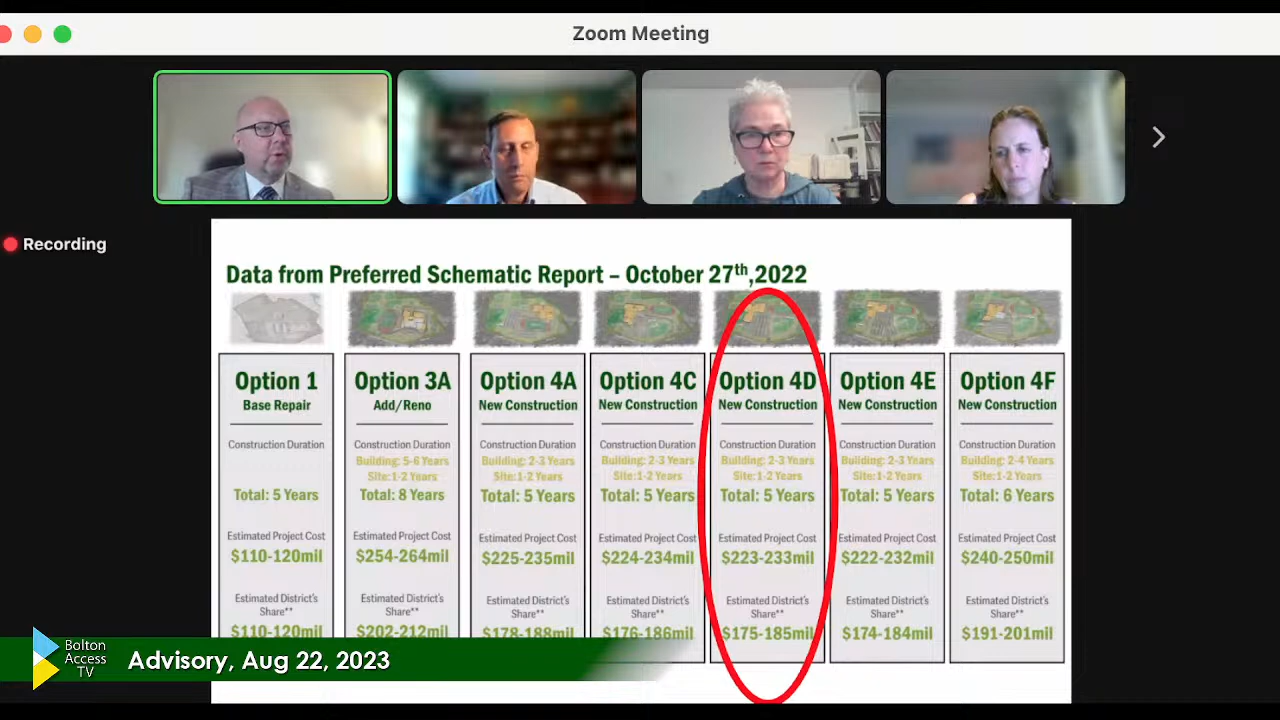 Zoom Meeting
Recording
Data from Preferred Schematic Report – October 27th,2022
Option 1
Base Repair
Construction Duration
Total: 5 Years
Estimated Project Cost
$110-120mil
Estimated District's
Share**
$110-120mil
Option 3A
Add/Reno
Construction Duration
Building: 5-6 Years
Site:1-2 Years
Total: 8 Years
Estimated Project Cost
$254-264mil
Estimated District's
Share**
$202-212mil
Option 4A
New Construction
Construction Duration
Building: 2-3 Years
Site:1-2 Years
Total: 5 Years
Estimated Project Cost
$225-235mil
Estimated District's
Share**
$178-188mil
Option 4C
New Construction
Construction Duration
Building: 2-3 Years
Site:1-2 Years
Total: 5 Years
Estimated Project Cost
$224-234mil
Estimated District's
Share**
$176-186mil
Option 4D
New Construction
Construction Duration
Building: 2-3 Years
Site:1-2 Years
Total: 5 Years
Estimated Project Cost
$223-233mil
Estimated District's
Share**
$175-185mil
Option 4E
New Construction
Construction Duration
Building: 2-3 Years
Site:1-2 Years
Total: 5 Years
Estimated Project Cost
$222-232mil
Estimated District's
Share**
$174-184mil
Option 4F
New Construction
Construction Duration
Building: 2-4 Years
Site:1-2 Years
Total: 6 Years
Estimated Project Cost
$240-250mil
Estimated District's
Share**
$191-201mil
Bolton
Access
TV
Advisory, Aug 22, 2023